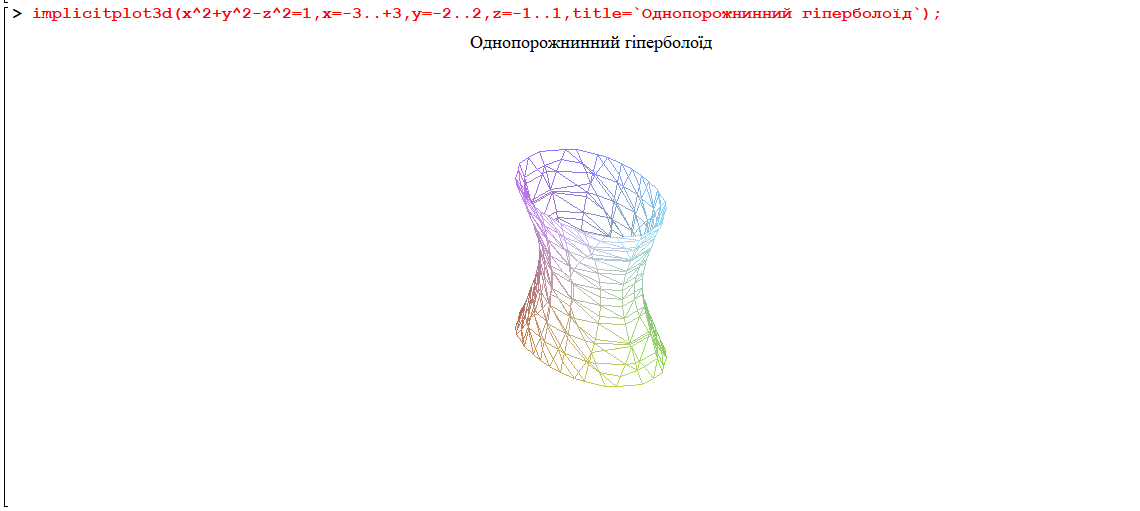 > implicitplot3d(x^2+y^2-z^2=1,x=-3..+3,y=-2..2,z=-1..1,title=`Однопорожнинний гіперболоїд`);
Однопорожнинний гіперболоїд